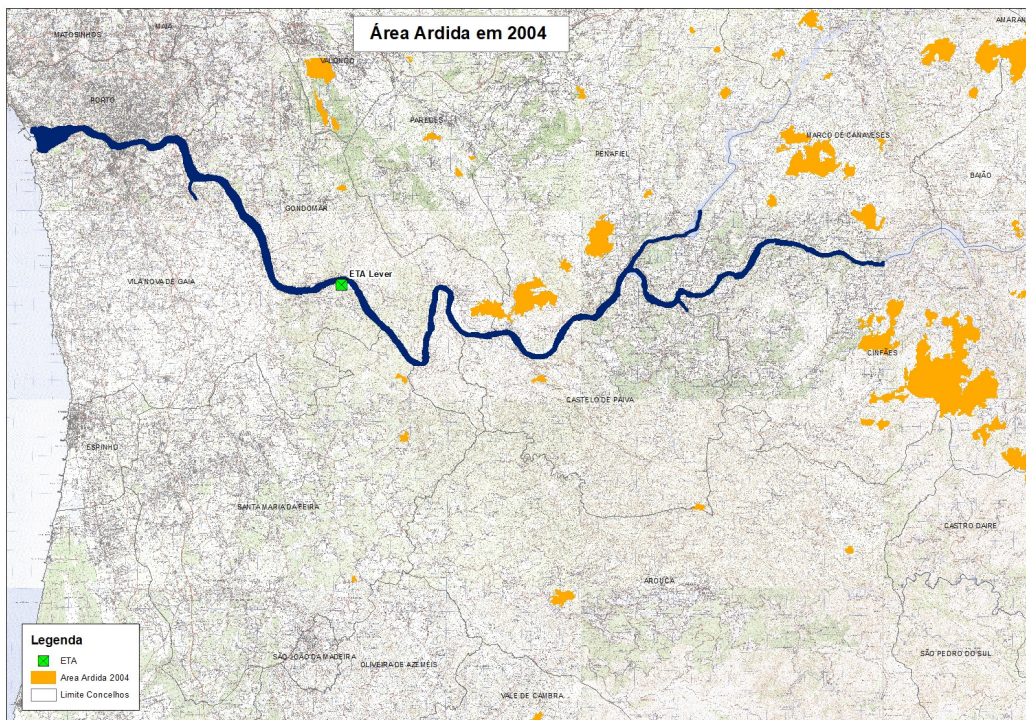 Área Ardida em 2004
MATOSINHOS
MAIA
VALONGO
AMARAN
PORTO
PAREDES
PENAFIEL
MARCO DE CANAVESES
BAIÃO
GONDOMAR
ETA Lever
VILA NOVA DE GAIA
CINFÃES
CASTELO DE PAIVA
ESPINHO
SANTA MARIA DA FEIRA
CASTRO DAIRE
AROUCA
SÃO JOÃO DA MADEIRA
OLIVEIRA DE AZEMÉIS
SÃO PEDRO DO SUL
VALE DE CAMBRA
Legenda
ETA
Area Ardida 2004
Limite Concelhos